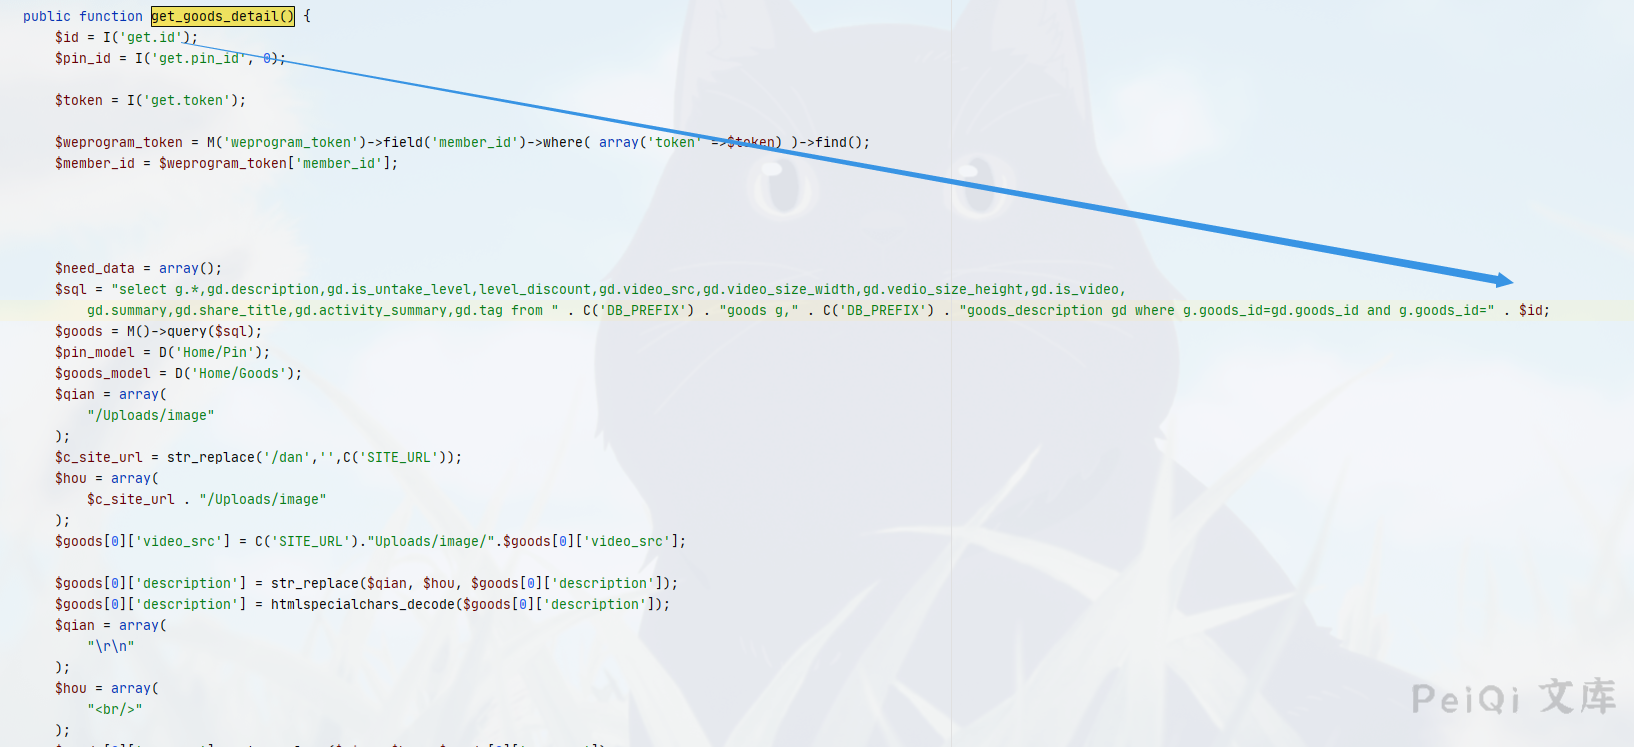 public function get_goods_detail() {
$id = I('get.id');
$pin_id = I('get.pin_id', 0);
$token = I('get.token');
$weprogram_token = M('weprogram_token')->field('member_id')->where( array('token' =>$token) )->find();
$member_id = $weprogram_token['member_id'];
$need_data = array();
$sql = "select g.*,gd.description,gd.is_untake_level,level_discount,gd.video_src,gd.video_size_width,gd.vedio_size_height,gd.is_video,
gd.summary,gd.share_title,gd.activity_summary,gd.tag from " . C('DB_PREFIX') . "goods g," . C('DB_PREFIX') . "goods_description gd where g.goods_id=gd.goods_id and g.goods_id=" . $id;
$goods = M()->query($sql);
$pin_model = D('Home/Pin');
$goods_model = D('Home/Goods');
$qian = array(
"/Uploads/image"
);
$c_site_url = str_replace('/dan','',C('SITE_URL'));
$hou = array(
$c_site_url . "/Uploads/image"
);
$goods[0]['video_src'] = C('SITE_URL')."Uploads/image/".$goods[0]['video_src'];
$goods[0]['description'] = str_replace($qian, $hou, $goods[0]['description']);
$goods[0]['description'] = htmlspecialchars_decode($goods[0]['description']);
$qian = array(
"\r\n"
);
$hou = array(
"<br/>"
);
PeiQi 文库